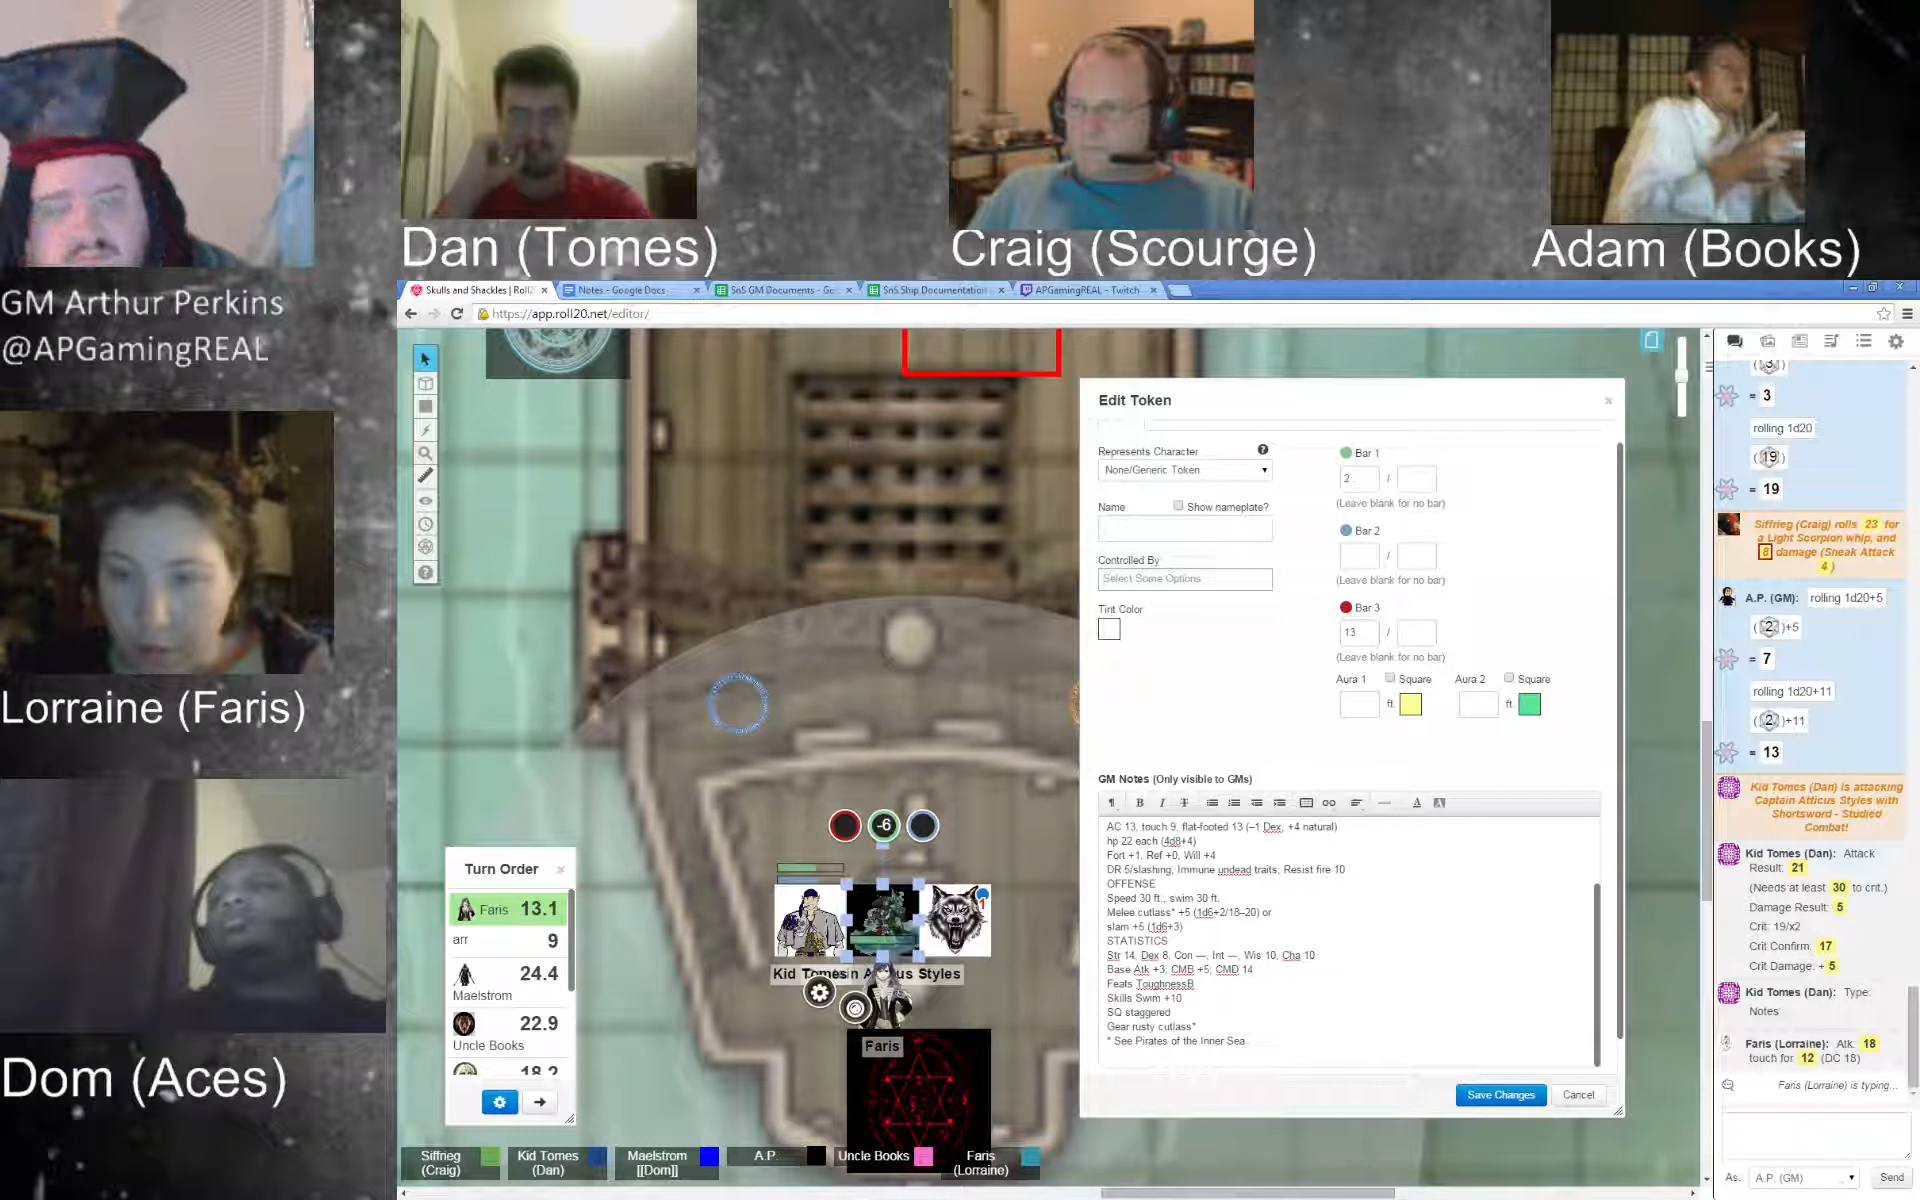 Dan (Tomes)
Craig (Scourge)
Adam (Books)
GM Arthur Perkins
@APGamingREAL
Lorraine (Faris)
Dom (Aces)
Skulls and Shackles | Roll2
Notes - Google Docs
SnS GM Documents - Go
SnS Ship Documentation
APGamingREAL - Twitch
https://app.roll20.net/editor/
Edit Token
Represents Character
None/Generic Token
Name
Show nameplate?
Controlled By
Select Some Options
Tint Color
Bar 1
2 /
(Leave blank for no bar)
Bar 2
/
(Leave blank for no bar)
Bar 3
13 /
(Leave blank for no bar)
Aura 1 Square Aura 2 Square
ft. ft.
GM Notes (Only visible to GMs)
AC 13, touch 9, flat-footed 13 (–1 Dex, +4 natural)
hp 22 each (4d8+4)
Fort +1, Ref +0, Will +4
DR 5/slashing; Immune undead traits; Resist fire 10
OFFENSE
Speed 30 ft., swim 30 ft.
Melee cutlass* +5 (1d6+2/18–20) or
slam +5 (1d6+3)
STATISTICS
Str 14, Dex 8, Con —, Int —, Wis 10, Cha 10
Base Atk +3; CMB +5; CMD 14
Feats ToughnessB
Skills Swim +10
SQ staggered
Gear rusty cutlass*
* See Pirates of the Inner Sea
Save Changes
Cancel
-6
Kid Tomes
Styles
Faris
Turn Order
Faris 13.1
arr 9
24.4
Maelstrom
22.9
Uncle Books
18.2
Siffrieg
(Craig)
Kid Tomes
(Dan)
Maelstrom
[[Dom]]
A.P.
Uncle Books
Faris
(Lorraine)
(3)
= 3
rolling 1d20
(19)
= 19
Siffrieg (Craig) rolls 23 for
a Light Scorpion whip, and
8 damage (Sneak Attack
4 )
A.P. (GM): rolling 1d20+5
(2)+5
= 7
rolling 1d20+11
(2)+11
= 13
Kid Tomes (Dan) is attacking
Captain Atticus Styles with
Shortsword - Studied
Combat!
Kid Tomes (Dan): Attack
Result: 21
(Needs at least 30 to crit.)
Damage Result: 5
Crit: 19/x2
Crit Confirm: 17
Crit Damage: + 5
Kid Tomes (Dan): Type:
Notes
Faris (Lorraine): Atk: 18
touch for 12 (DC 18)
Faris (Lorraine) is typing...
As: A.P. (GM)
Send